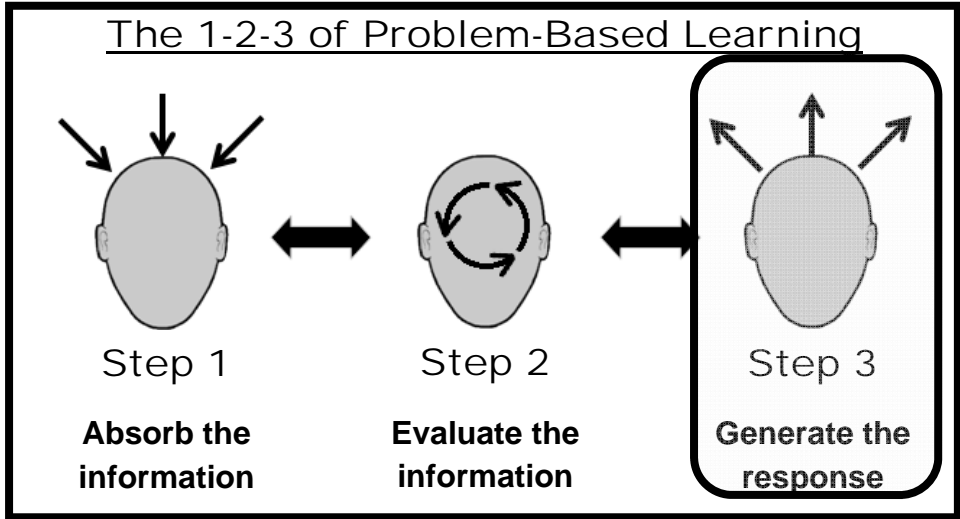 The 1-2-3 of Problem-Based Learning
Step 1
Step 2
Step 3
Absorb the
information
Evaluate the
information
Generate the
response